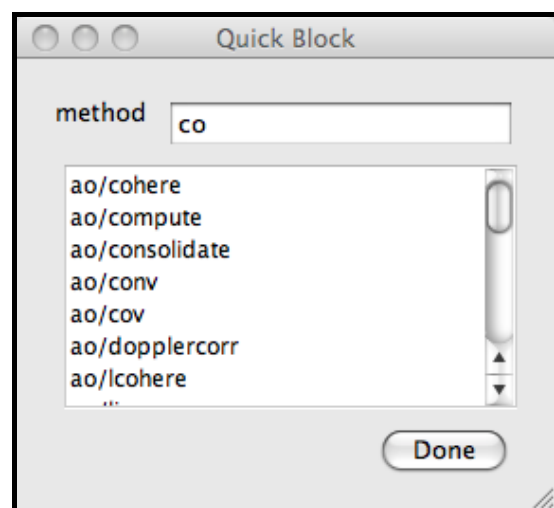 Quick Block
method co
ao/cohere
ao/compute
ao/consolidate
ao/conv
ao/cov
ao/dopplercorr
ao/lcohere
Done